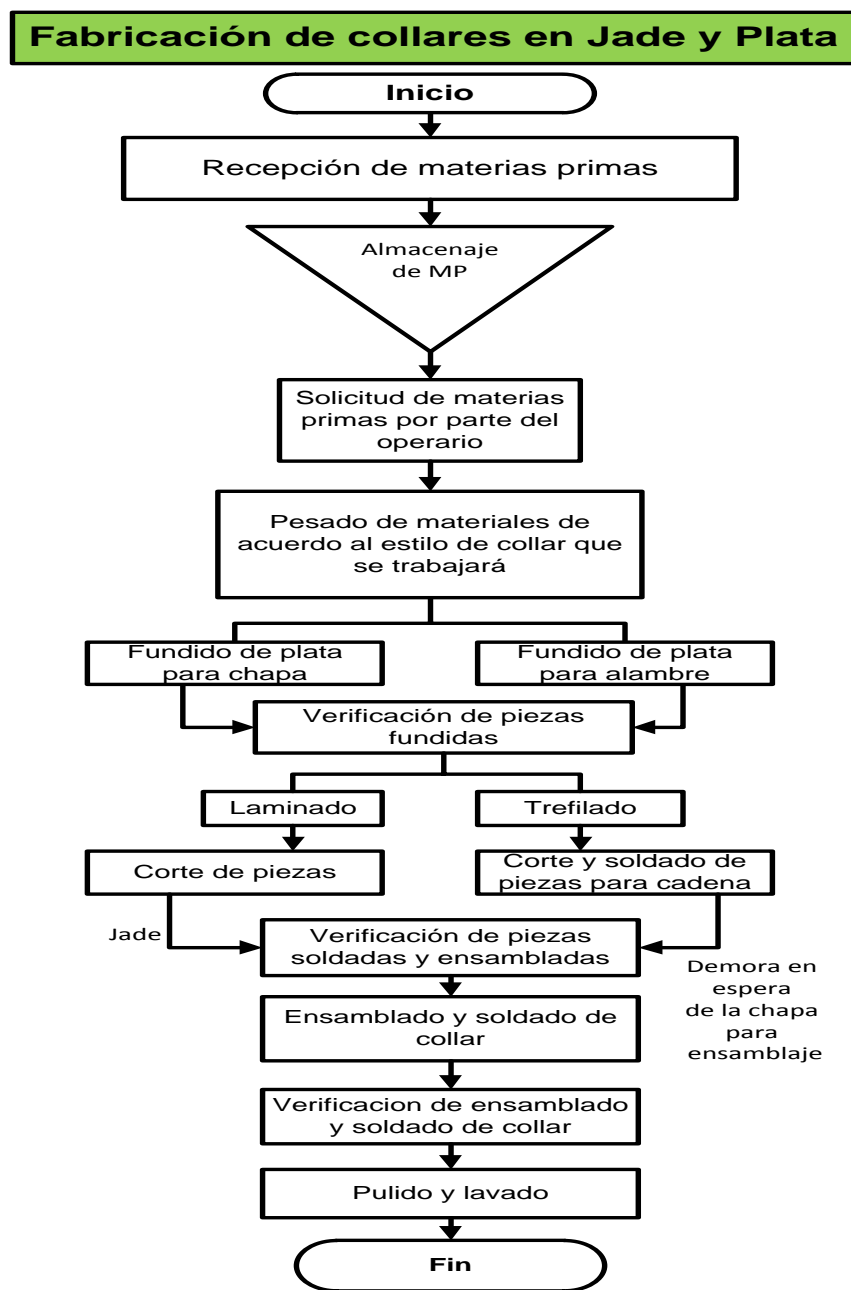 Fabricación de collares en Jade y Plata
Inicio
Recepción de materias primas
Almacenaje
de MP
Solicitud de materias
primas por parte del
operario
Pesado de materiales de
acuerdo al estilo de collar que
se trabajará
Fundido de plata
para chapa
Fundido de plata
para alambre
Verificación de piezas
fundidas
Laminado
Trefilado
Corte de piezas
Corte y soldado de
piezas para cadena
Jade
Verificación de piezas
soldadas y ensambladas
Demora en
espera
de la chapa
para
ensamblaje
Ensamblado y soldado de
collar
Verificacion de ensamblado
y soldado de collar
Pulido y lavado
Fin